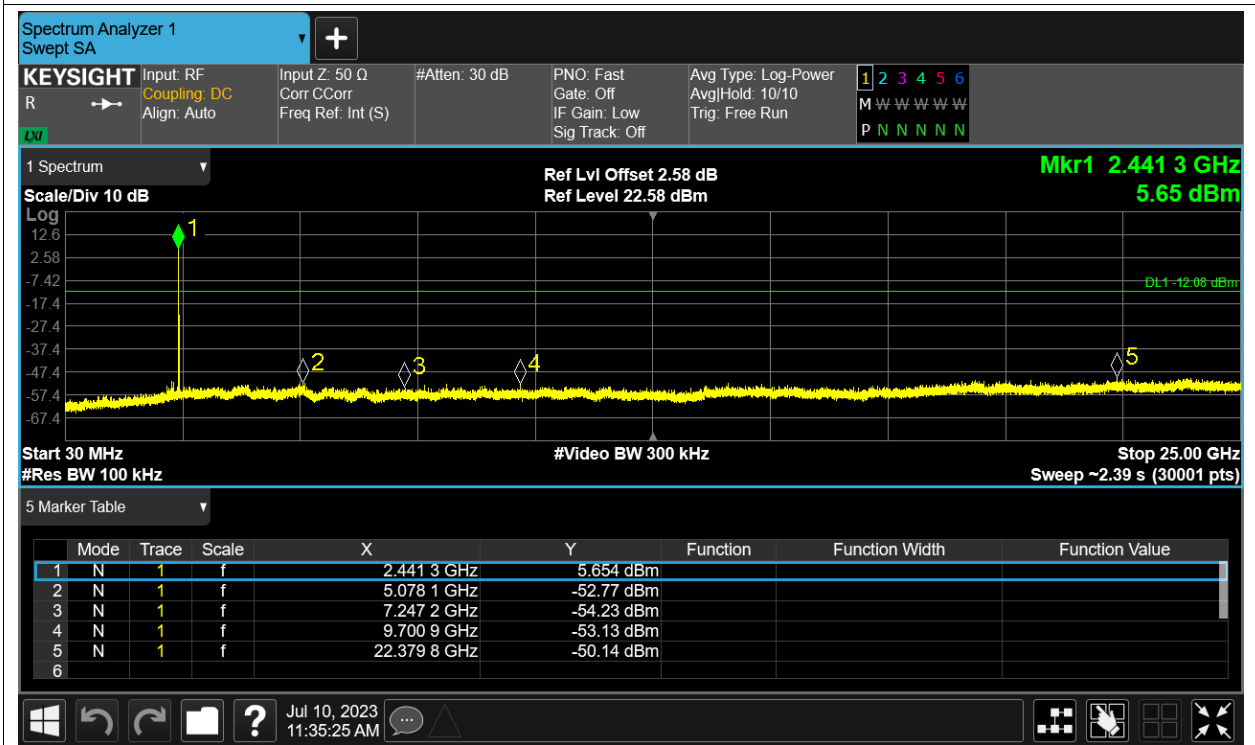 Spectrum Analyzer 1
Swept SA
+
KEYSIGHT
R
LXI
Input: RF
Coupling: DC
Align: Auto
Input Z: 50 Ω
Corr CCorr
Freq Ref: Int (S)
#Atten: 30 dB
PNO: Fast
Gate: Off
IF Gain: Low
Sig Track: Off
Avg Type: Log-Power
Avg|Hold: 10/10
Trig: Free Run
1 2 3 4 5 6
M W W W W W
P N N N N N
1 Spectrum
Scale/Div 10 dB
Ref Lvl Offset 2.58 dB
Ref Level 22.58 dBm
Mkr1 2.441 3 GHz
5.65 dBm
Log
12.6
2.58
-7.42
-17.4
-27.4
-37.4
-47.4
-57.4
-67.4
1
2
3
4
5
DL1 -12.08 dBm
Start 30 MHz
#Video BW 300 kHz
Stop 25.00 GHz
#Res BW 100 kHz
Sweep ~2.39 s (30001 pts)
5 Marker Table
Mode Trace Scale X Y Function Function Width Function Value
1 N 1 f 2.441 3 GHz 5.654 dBm
2 N 1 f 5.078 1 GHz -52.77 dBm
3 N 1 f 7.247 2 GHz -54.23 dBm
4 N 1 f 9.700 9 GHz -53.13 dBm
5 N 1 f 22.379 8 GHz -50.14 dBm
6
?
Jul 10, 2023
11:35:25 AM